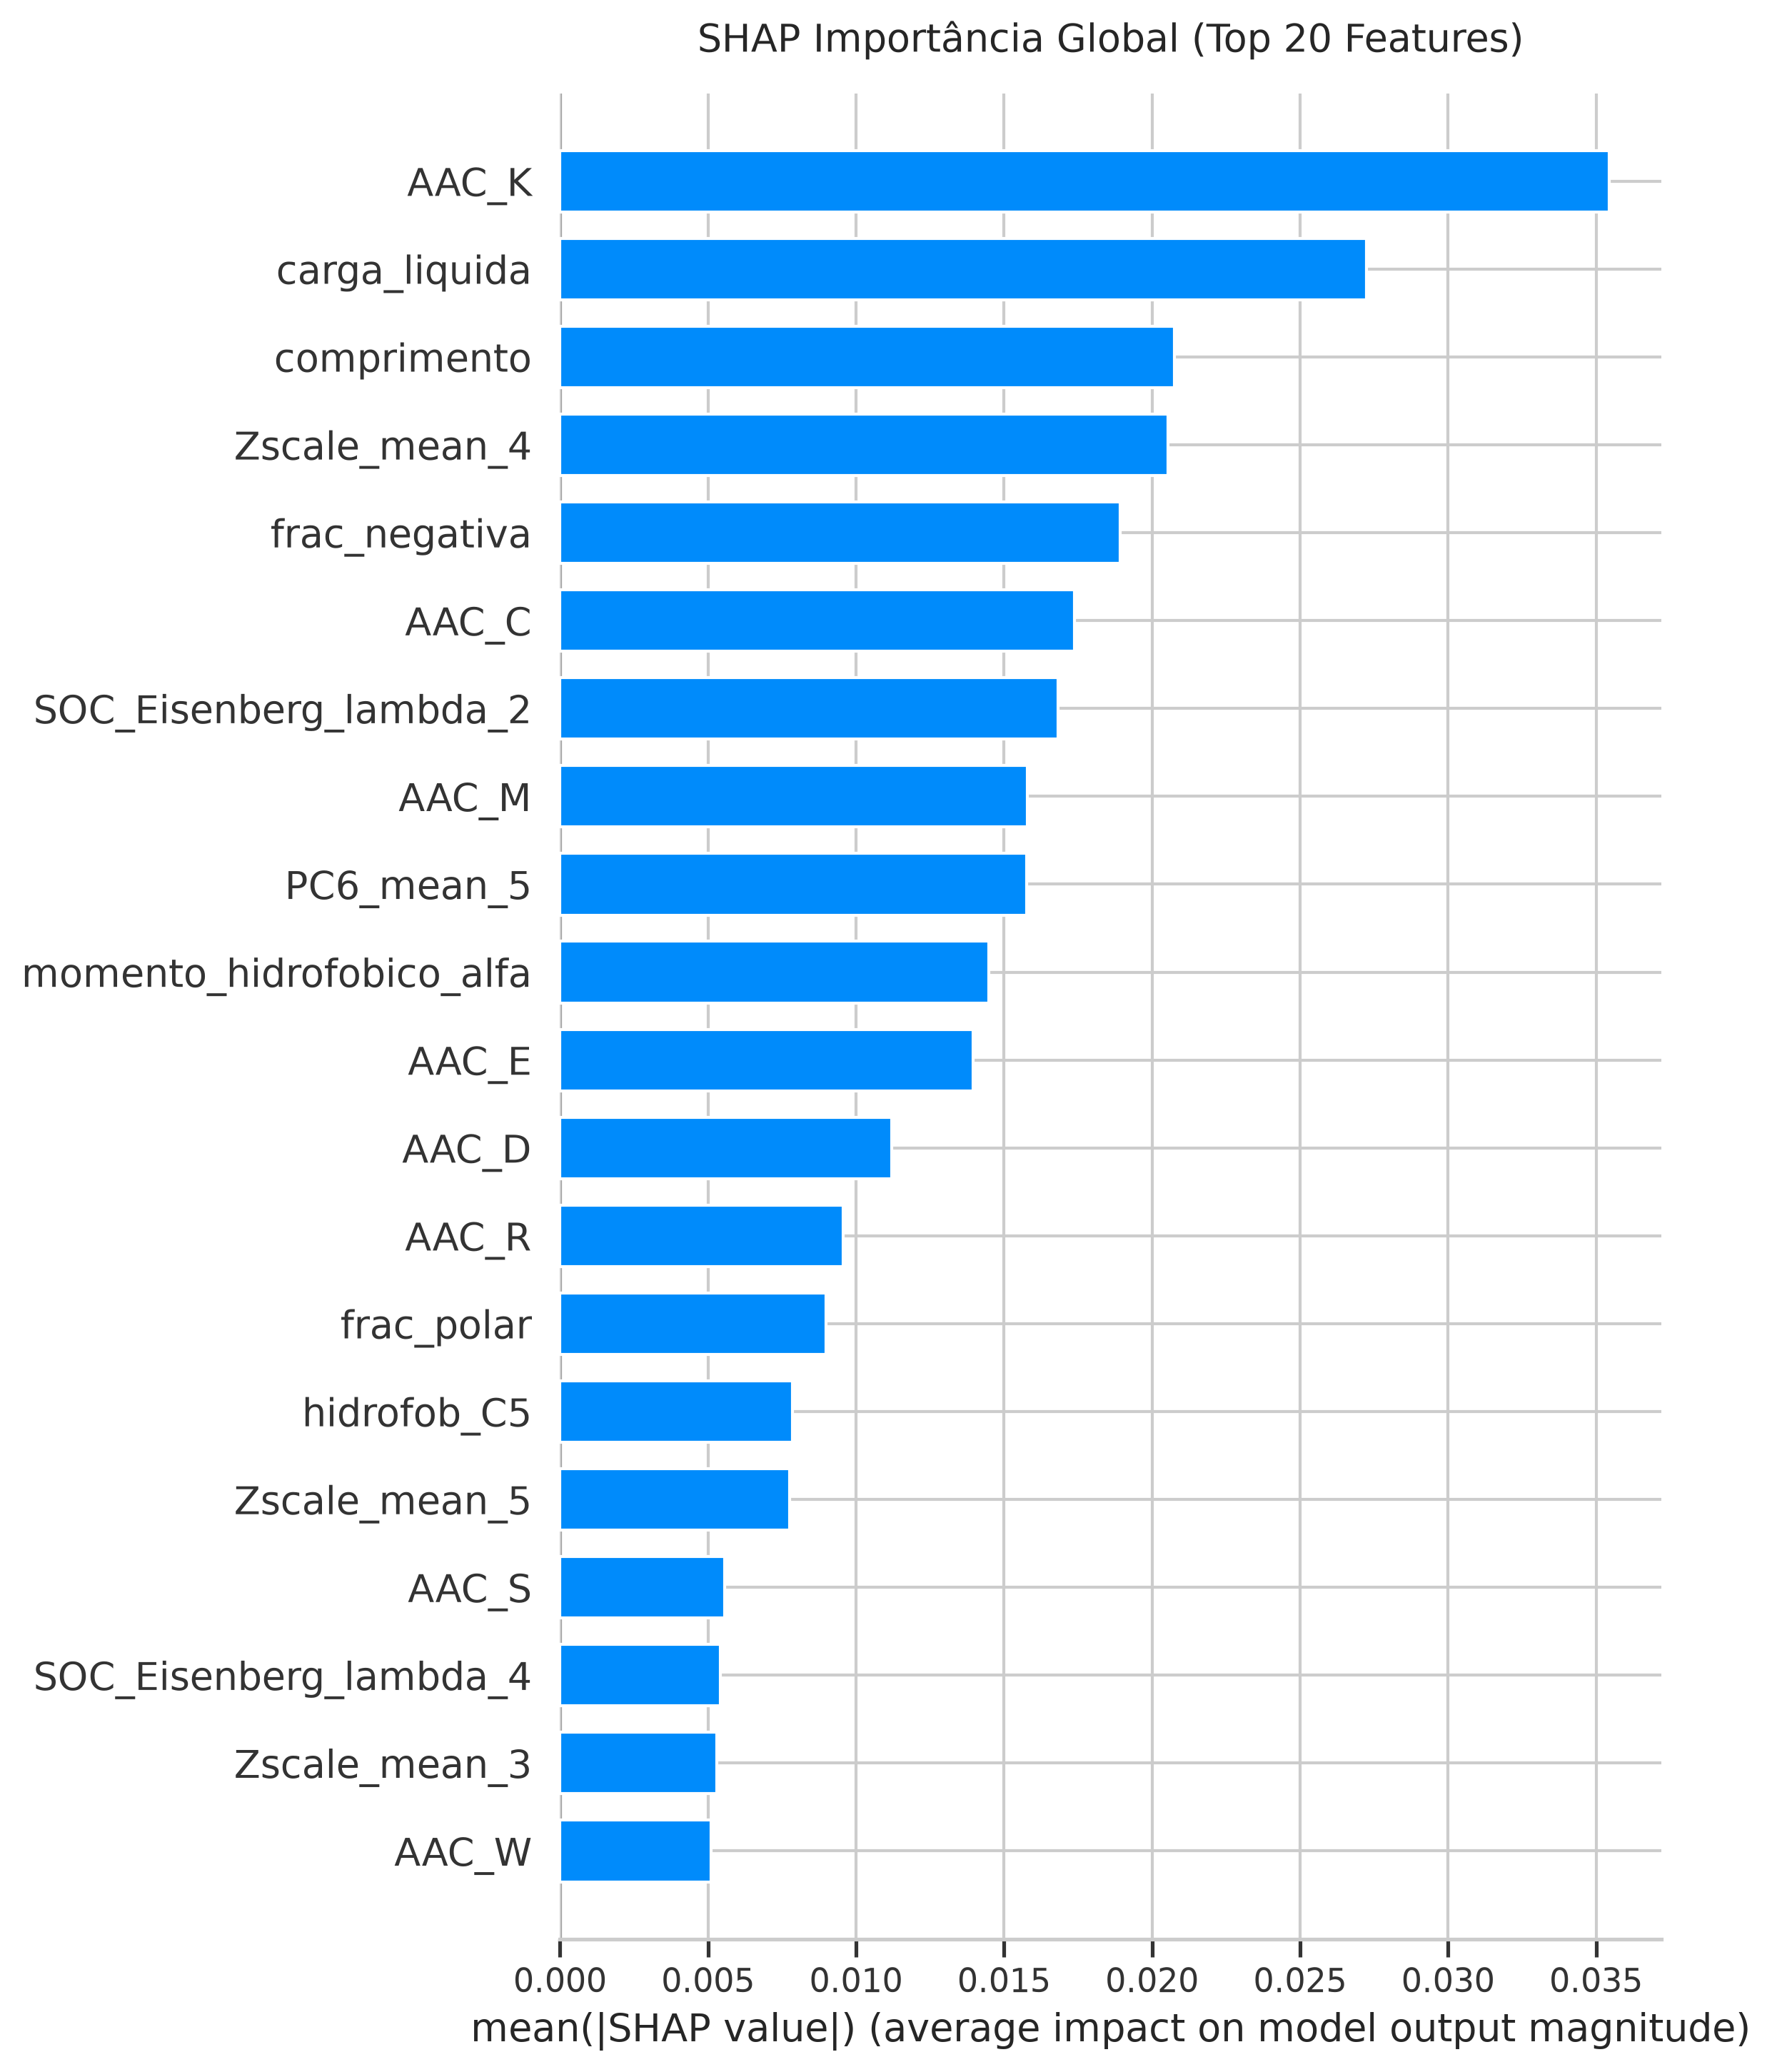 SHAP Importância Global (Top 20 Features)
AAC_K
carga_liquida
comprimento
Zscale_mean_4
frac_negativa
AAC_C
SOC_Eisenberg_lambda_2
AAC_M
PC6_mean_5
momento_hidrofobico_alfa
AAC_E
AAC_D
AAC_R
frac_polar
hidrofob_C5
Zscale_mean_5
AAC_S
SOC_Eisenberg_lambda_4
Zscale_mean_3
AAC_W
0.000 0.005 0.010 0.015 0.020 0.025 0.030 0.035
mean(|SHAP value|) (average impact on model output magnitude)